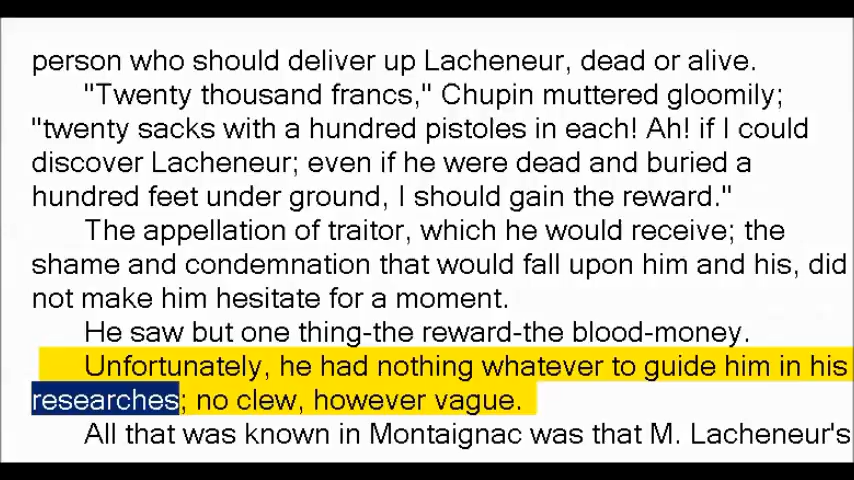 person who should deliver up Lacheneur, dead or alive.
"Twenty thousand francs," Chupin muttered gloomily;
"twenty sacks with a hundred pistoles in each! Ah! if I could
discover Lacheneur; even if he were dead and buried a
hundred feet under ground, I should gain the reward."
The appellation of traitor, which he would receive; the
shame and condemnation that would fall upon him and his, did
not make him hesitate for a moment.
He saw but one thing-the reward-the blood-money.
Unfortunately, he had nothing whatever to guide him in his
researches; no clew, however vague.
All that was known in Montaignac was that M. Lacheneur's